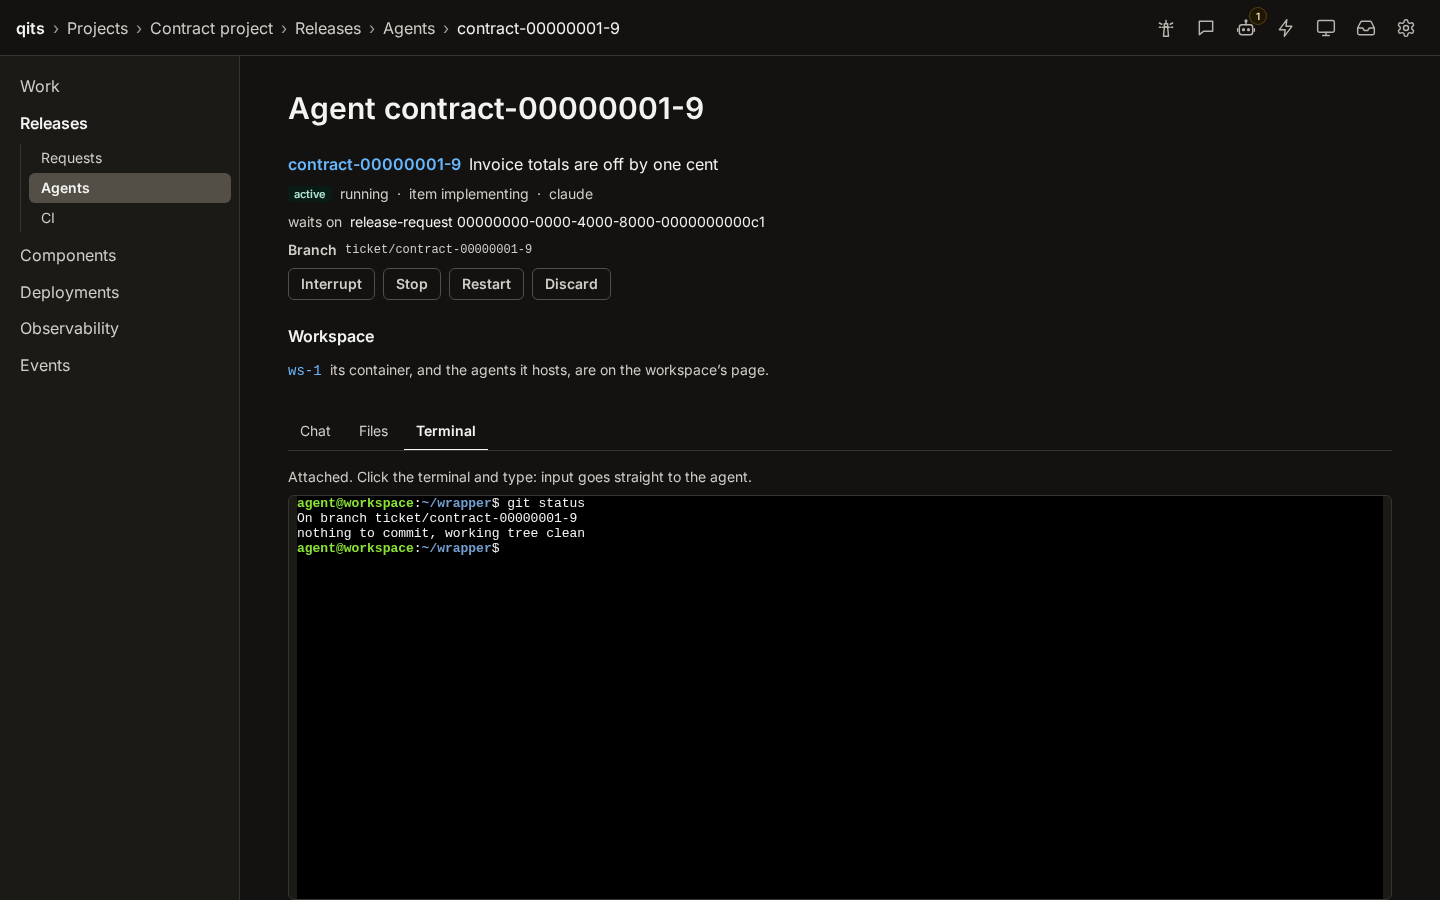 qits › Projects › Contract project › Releases › Agents › contract-00000001-9
1
Work
Releases
Requests
Agents
CI
Components
Deployments
Observability
Events
Agent contract-00000001-9
contract-00000001-9 Invoice totals are off by one cent
active running · item implementing · claude
waits on release-request 00000000-0000-4000-8000-0000000000c1
Branch ticket/contract-00000001-9
Interrupt Stop Restart Discard
Workspace
ws-1 its container, and the agents it hosts, are on the workspace’s page.
Chat Files Terminal
Attached. Click the terminal and type: input goes straight to the agent.
agent@workspace:~/wrapper$ git status
On branch ticket/contract-00000001-9
nothing to commit, working tree clean
agent@workspace:~/wrapper$